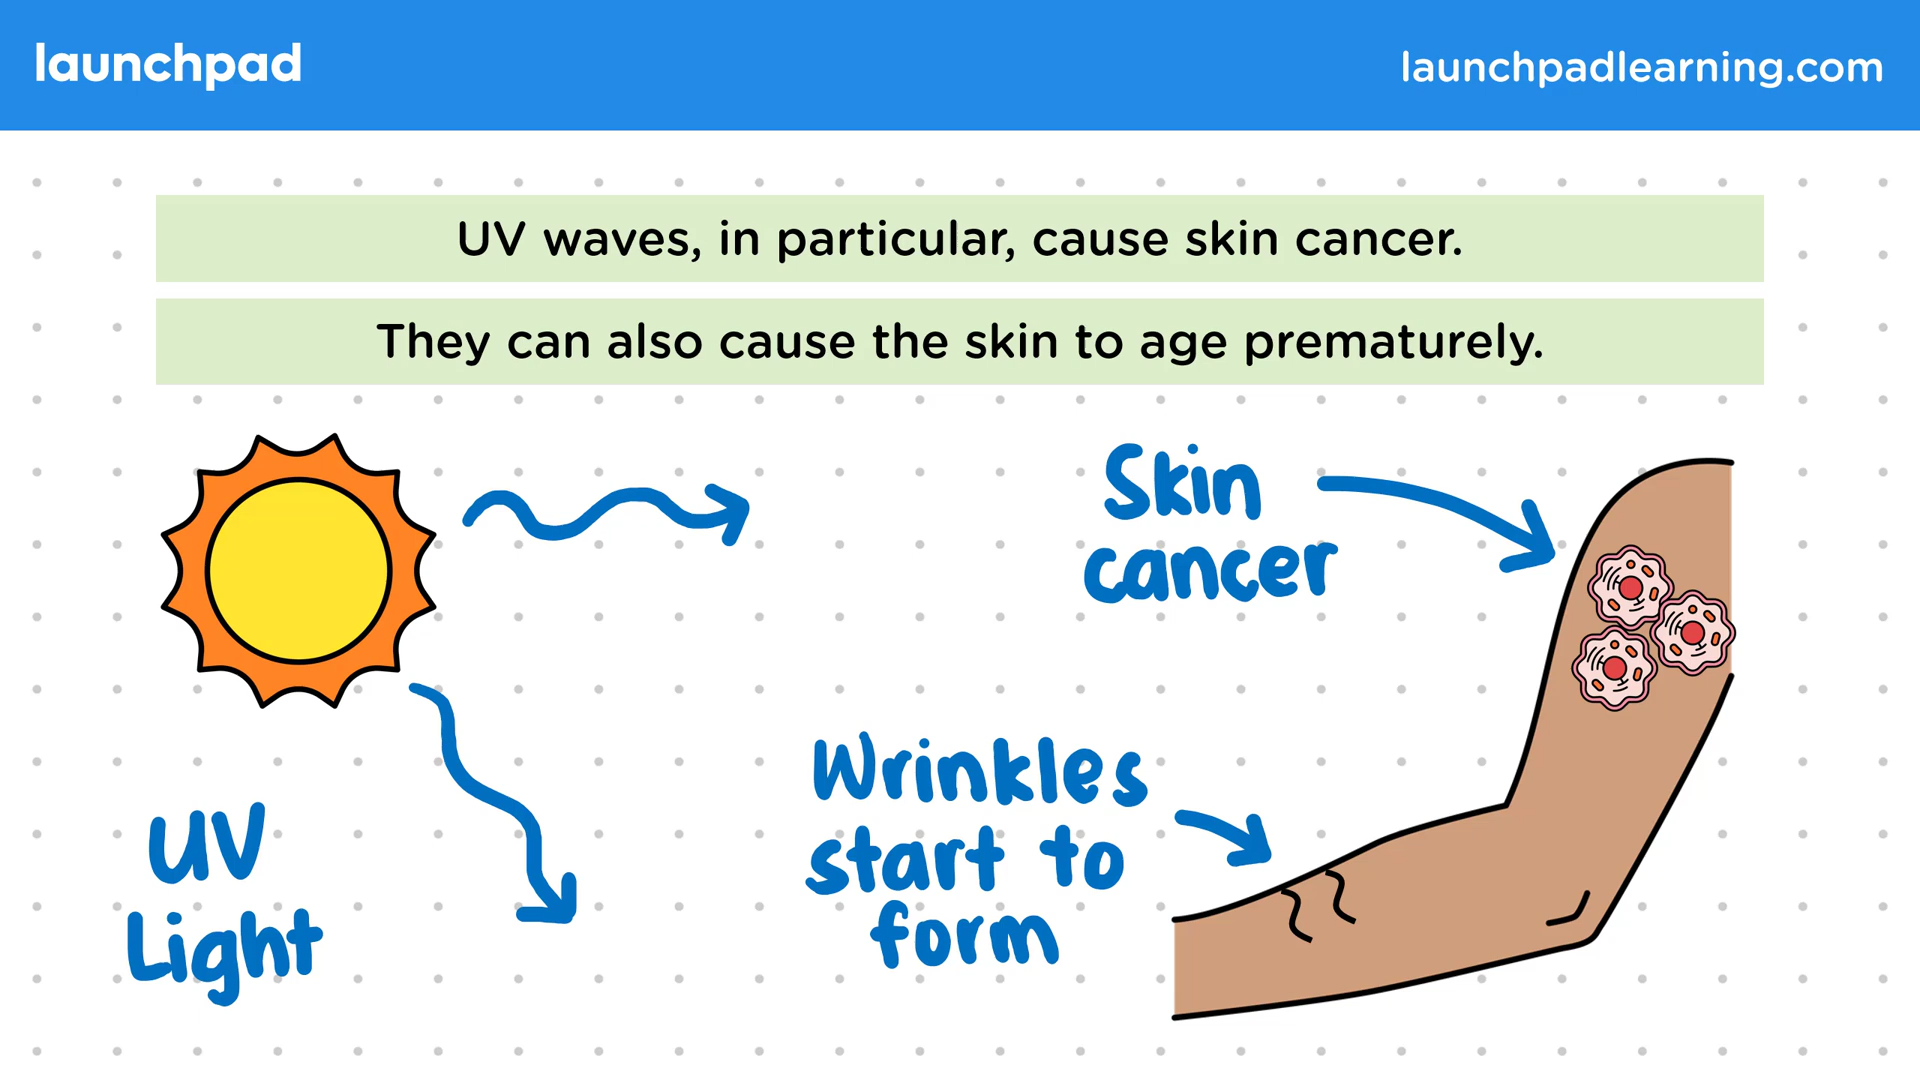 launchpad
launchpadlearning.com
UV waves, in particular, cause skin cancer.
They can also cause the skin to age prematurely.
Skin
cancer
Wrinkles
start to
form
UV
Light